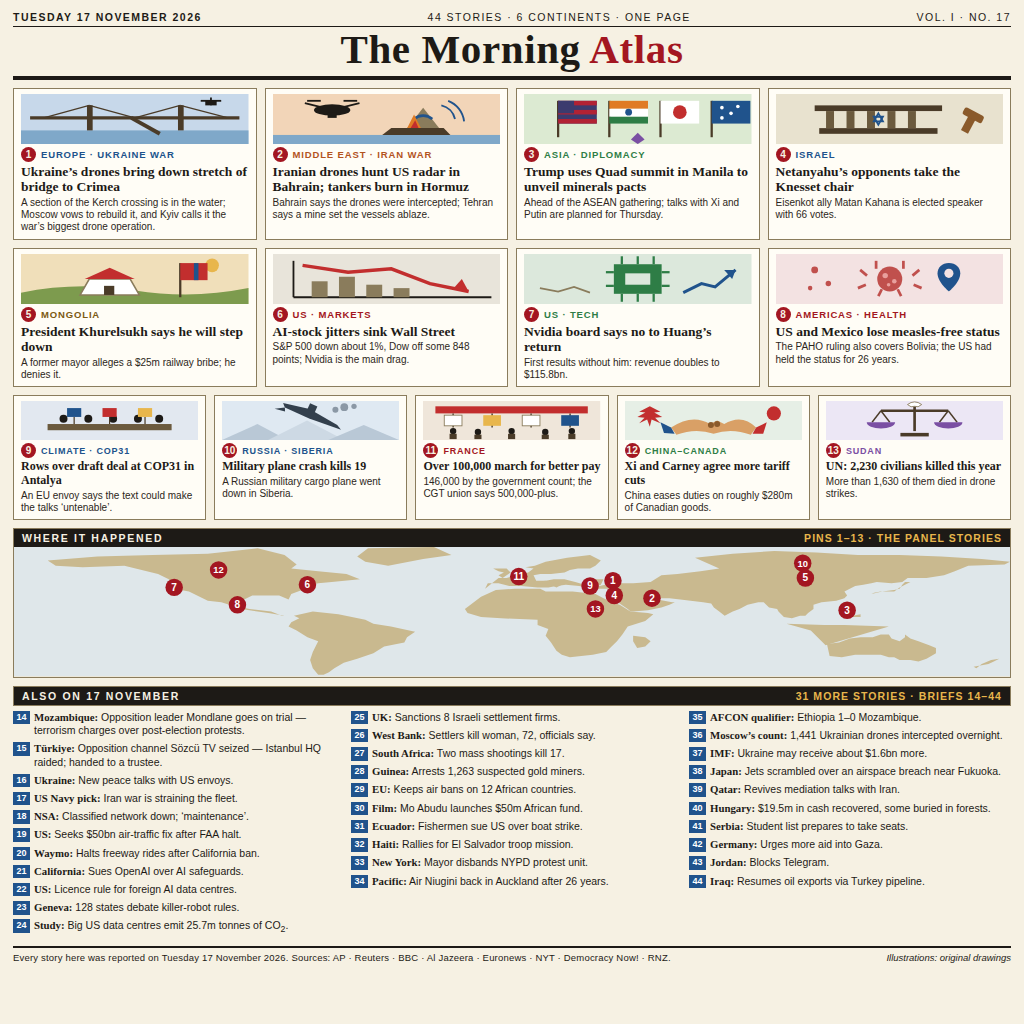 TUESDAY 17 NOVEMBER 2026
44 STORIES · 6 CONTINENTS · ONE PAGE
VOL. I · NO. 17
The Morning Atlas
1 EUROPE · UKRAINE WAR
Ukraine’s drones bring down stretch of
bridge to Crimea
A section of the Kerch crossing is in the water;
Moscow vows to rebuild it, and Kyiv calls it the
war’s biggest drone operation.
2 MIDDLE EAST · IRAN WAR
Iranian drones hunt US radar in
Bahrain; tankers burn in Hormuz
Bahrain says the drones were intercepted; Tehran
says a mine set the vessels ablaze.
3 ASIA · DIPLOMACY
Trump uses Quad summit in Manila to
unveil minerals pacts
Ahead of the ASEAN gathering; talks with Xi and
Putin are planned for Thursday.
4 ISRAEL
Netanyahu’s opponents take the
Knesset chair
Eisenkot ally Matan Kahana is elected speaker
with 66 votes.
5 MONGOLIA
President Khurelsukh says he will step
down
A former mayor alleges a $25m railway bribe; he
denies it.
6 US · MARKETS
AI-stock jitters sink Wall Street
S&P 500 down about 1%, Dow off some 848
points; Nvidia is the main drag.
7 US · TECH
Nvidia board says no to Huang’s
return
First results without him: revenue doubles to
$115.8bn.
8 AMERICAS · HEALTH
US and Mexico lose measles-free status
The PAHO ruling also covers Bolivia; the US had
held the status for 26 years.
9 CLIMATE · COP31
Rows over draft deal at COP31 in
Antalya
An EU envoy says the text could make
the talks ‘untenable’.
10 RUSSIA · SIBERIA
Military plane crash kills 19
A Russian military cargo plane went
down in Siberia.
11 FRANCE
Over 100,000 march for better pay
146,000 by the government count; the
CGT union says 500,000-plus.
12 CHINA–CANADA
Xi and Carney agree more tariff
cuts
China eases duties on roughly $280m
of Canadian goods.
13 SUDAN
UN: 2,230 civilians killed this year
More than 1,630 of them died in drone
strikes.
WHERE IT HAPPENED
PINS 1–13 · THE PANEL STORIES
12
7
8
6
11
9
1
4
13
2
10
5
3
ALSO ON 17 NOVEMBER
31 MORE STORIES · BRIEFS 14–44
14 Mozambique: Opposition leader Mondlane goes on trial —
terrorism charges over post-election protests.
15 Türkiye: Opposition channel Sözcü TV seized — Istanbul HQ
raided; handed to a trustee.
16 Ukraine: New peace talks with US envoys.
17 US Navy pick: Iran war is straining the fleet.
18 NSA: Classified network down; ‘maintenance’.
19 US: Seeks $50bn air-traffic fix after FAA halt.
20 Waymo: Halts freeway rides after California ban.
21 California: Sues OpenAI over AI safeguards.
22 US: Licence rule for foreign AI data centres.
23 Geneva: 128 states debate killer-robot rules.
24 Study: Big US data centres emit 25.7m tonnes of CO2.
25 UK: Sanctions 8 Israeli settlement firms.
26 West Bank: Settlers kill woman, 72, officials say.
27 South Africa: Two mass shootings kill 17.
28 Guinea: Arrests 1,263 suspected gold miners.
29 EU: Keeps air bans on 12 African countries.
30 Film: Mo Abudu launches $50m African fund.
31 Ecuador: Fishermen sue US over boat strike.
32 Haiti: Rallies for El Salvador troop mission.
33 New York: Mayor disbands NYPD protest unit.
34 Pacific: Air Niugini back in Auckland after 26 years.
35 AFCON qualifier: Ethiopia 1–0 Mozambique.
36 Moscow’s count: 1,441 Ukrainian drones intercepted overnight.
37 IMF: Ukraine may receive about $1.6bn more.
38 Japan: Jets scrambled over an airspace breach near Fukuoka.
39 Qatar: Revives mediation talks with Iran.
40 Hungary: $19.5m in cash recovered, some buried in forests.
41 Serbia: Student list prepares to take seats.
42 Germany: Urges more aid into Gaza.
43 Jordan: Blocks Telegram.
44 Iraq: Resumes oil exports via Turkey pipeline.
Every story here was reported on Tuesday 17 November 2026. Sources: AP · Reuters · BBC · Al Jazeera · Euronews · NYT · Democracy Now! · RNZ.
Illustrations: original drawings